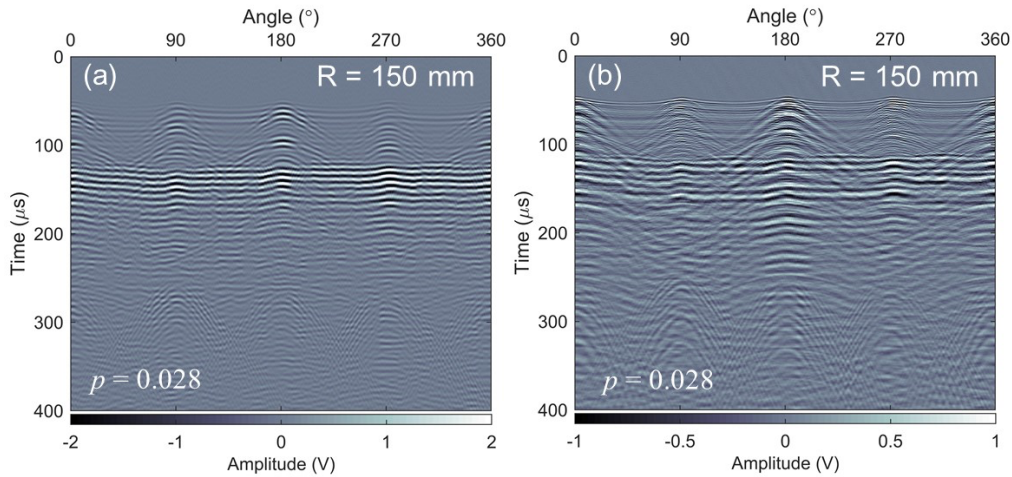 Angle (°)
0 90 180 270 360
(a) R = 150 mm
0
100
200
300
400
Time (μs)
p = 0.028
-2 -1 0 1 2
Amplitude (V)
Angle (°)
0 90 180 270 360
(b) R = 150 mm
0
100
200
300
400
Time (μs)
p = 0.028
-1 -0.5 0 0.5 1
Amplitude (V)